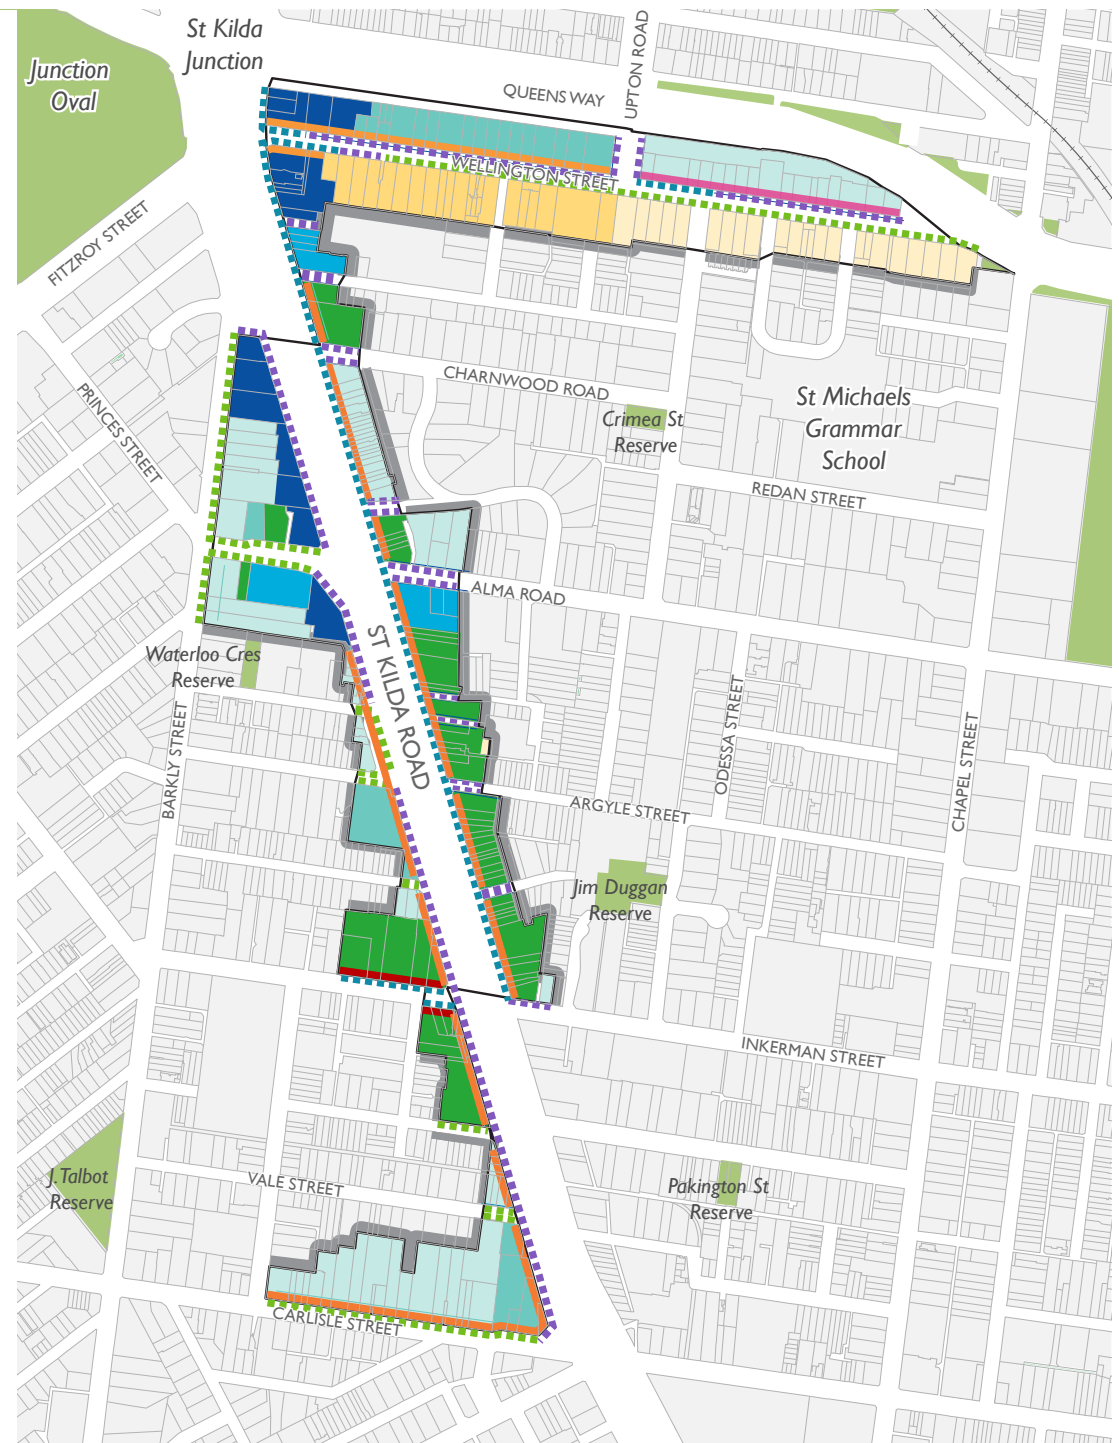 St Kilda
Junction
Junction
Oval
QUEENS WAY
UPTON ROAD
WELLINGTON STREET
FITZROY STREET
CHARNWOOD ROAD
PRINCES STREET
Crimea St
Reserve
St Michaels
Grammar
School
REDAN STREET
ALMA ROAD
ST KILDA ROAD
Waterloo Cres
Reserve
BARKLY STREET
ODESSA STREET
CHAPEL STREET
ARGYLE STREET
Jim Duggan
Reserve
INKERMAN STREET
J.Talbot
Reserve
VALE STREET
Pakington St
Reserve
CARLISLE STREET